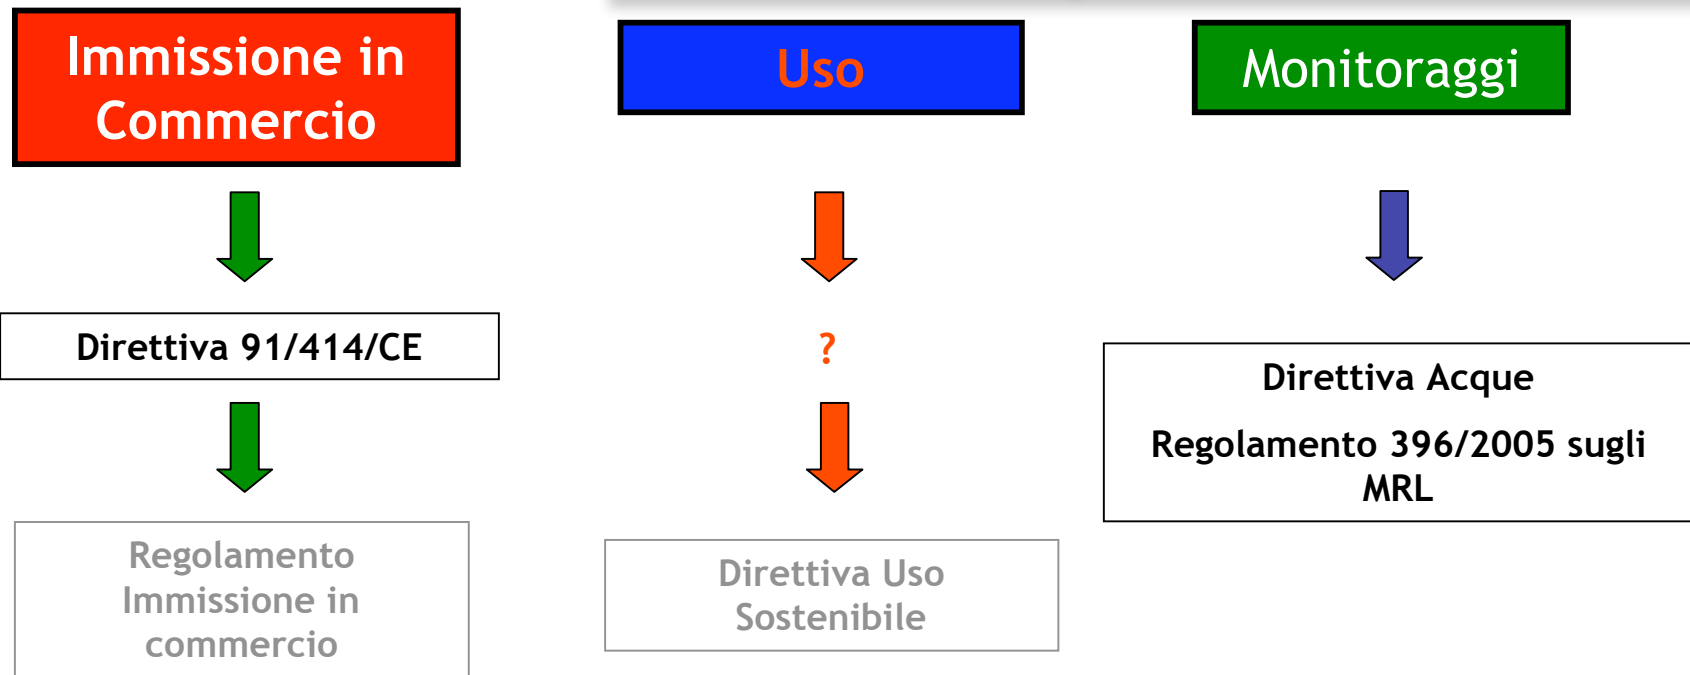 Immissione in
Commercio
Uso
Monitoraggi
Direttiva 91/414/CE
?
Direttiva Acque
Regolamento 396/2005 sugli
MRL
Regolamento
Immissione in
commercio
Direttiva Uso
Sostenibile